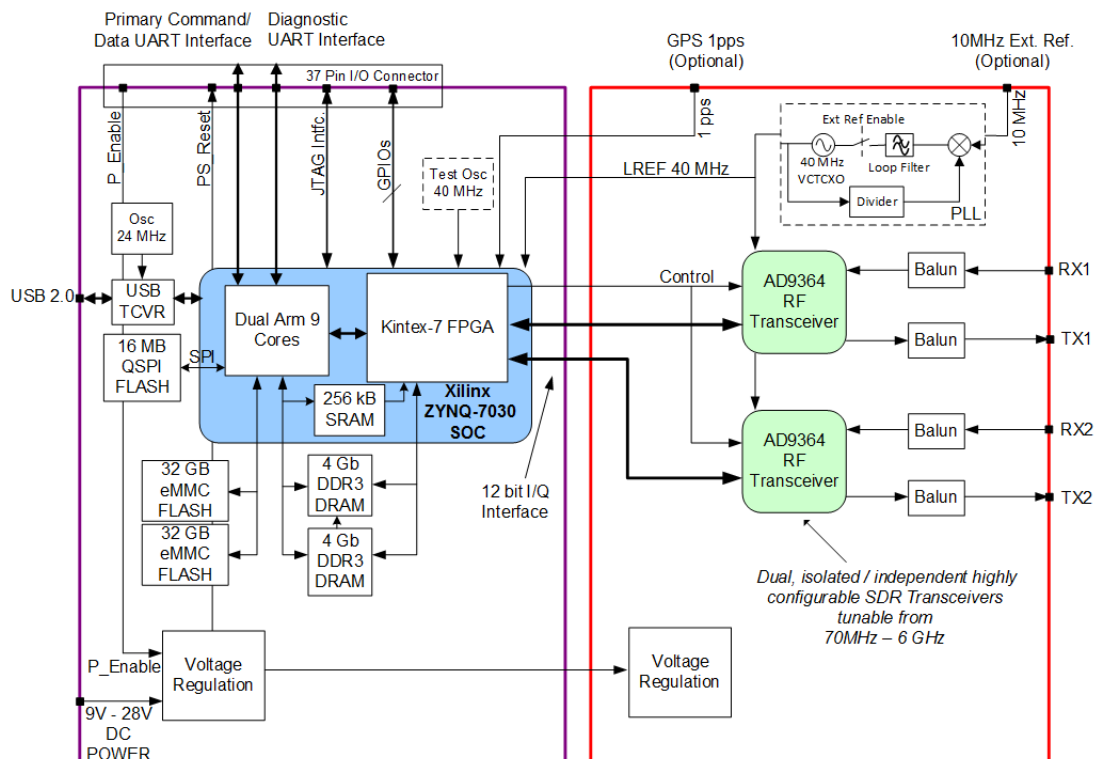 Primary Command/
Data UART Interface
Diagnostic
UART Interface
GPS 1pps
(Optional)
10MHz Ext. Ref.
(Optional)
37 Pin I/O Connector
P_Enable
PS_Reset
JTAG Intfc.
GPIOs
1 pps
10 MHz
Ext Ref Enable
40 MHz
VCTCXO
Loop Filter
Divider
PLL
Test Osc
40 MHz
LREF 40 MHz
Osc
24 MHz
USB 2.0
USB
TCVR
16 MB
QSPI
FLASH
SPI
Dual Arm 9
Cores
Kintex-7 FPGA
256 kB
SRAM
Xilinx
ZYNQ-7030
SOC
Control
AD9364
RF
Transceiver
Balun
RX1
Balun
TX1
AD9364
RF
Transceiver
Balun
RX2
Balun
TX2
32 GB
eMMC
FLASH
32 GB
eMMC
FLASH
4 Gb
DDR3
DRAM
4 Gb
DDR3
DRAM
12 bit I/Q
Interface
Dual, isolated / independent highly
configurable SDR Transceivers
tunable from
70MHz – 6 GHz
P_Enable
Voltage
Regulation
Voltage
Regulation
9V - 28V
DC
POWER